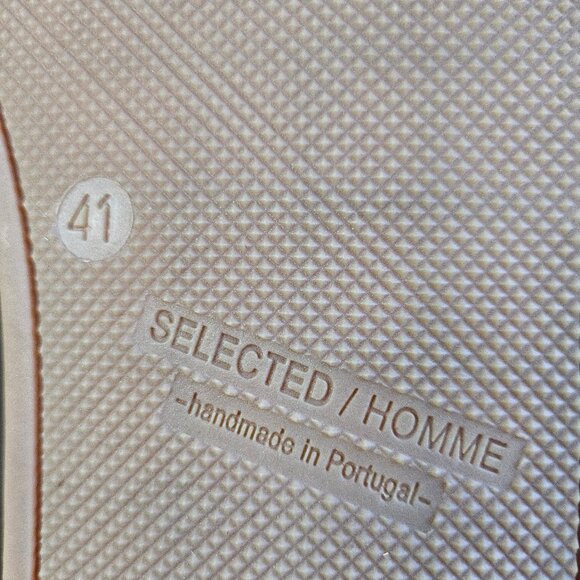 41
SELECTED / HOMME
-handmade in Portugal-